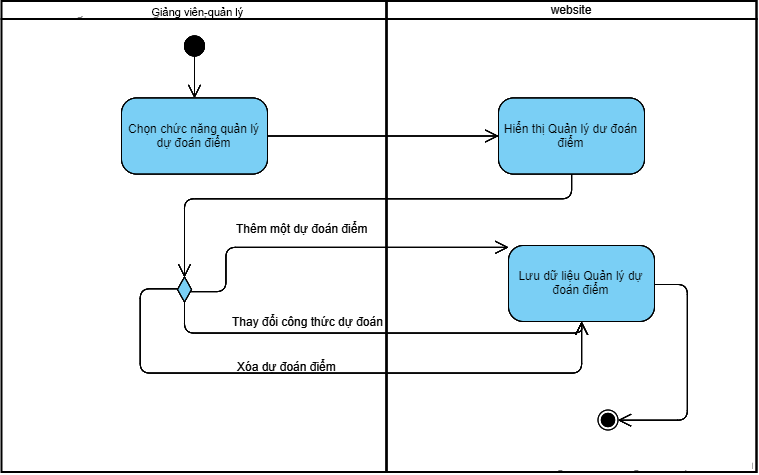 Giảng viên-quản lý
website
Chọn chức năng quản lý
dự đoán điểm
Hiển thị Quản lý dư đoán
điểm
Thêm một dự đoán điểm
Lưu dữ liệu Quản lý dự
đoán điểm
Thay đổi công thức dự đoán
Xóa dư đoán điểm